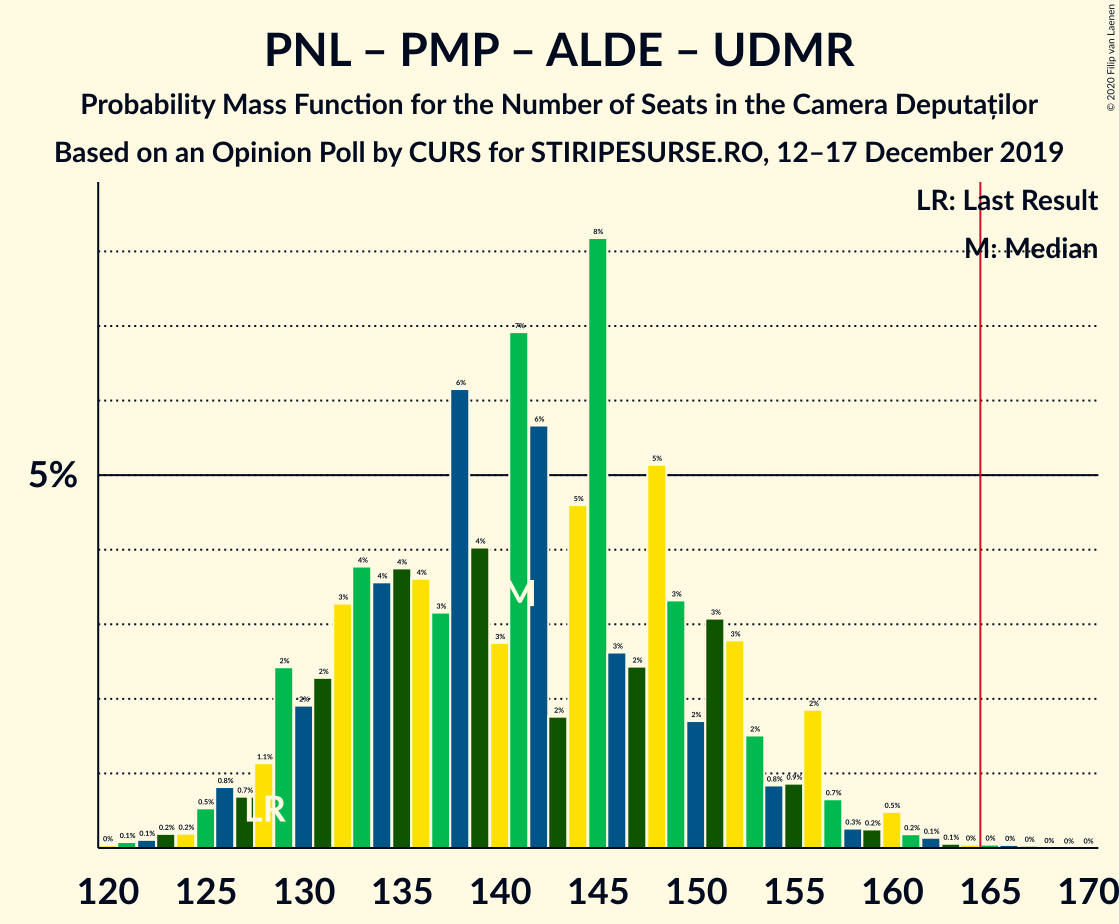 PNL – PMP – ALDE – UDMR
Probability Mass Function for the Number of Seats in the Camera Deputaților
Based on an Opinion Poll by CURS for STIRIPESURSE.RO, 12–17 December 2019
© 2020 Filip van Laenen
LR: Last Result
M: Median
5%
0% 0.1% 0.1% 0.2% 0.2% 0.5% 0.8% 0.7% 1.1% 2% 2% 2% 3% 4% 4% 4% 4% 3% 6% 4% 3% 7% 6% 2% 5% 8% 3% 2% 5% 3% 2% 3% 3% 2% 0.8% 0.9% 2% 0.7% 0.3% 0.2% 0.5% 0.2% 0.1% 0.1% 0% 0% 0% 0% 0% 0% 0%
M
LR
120 125 130 135 140 145 150 155 160 165 170